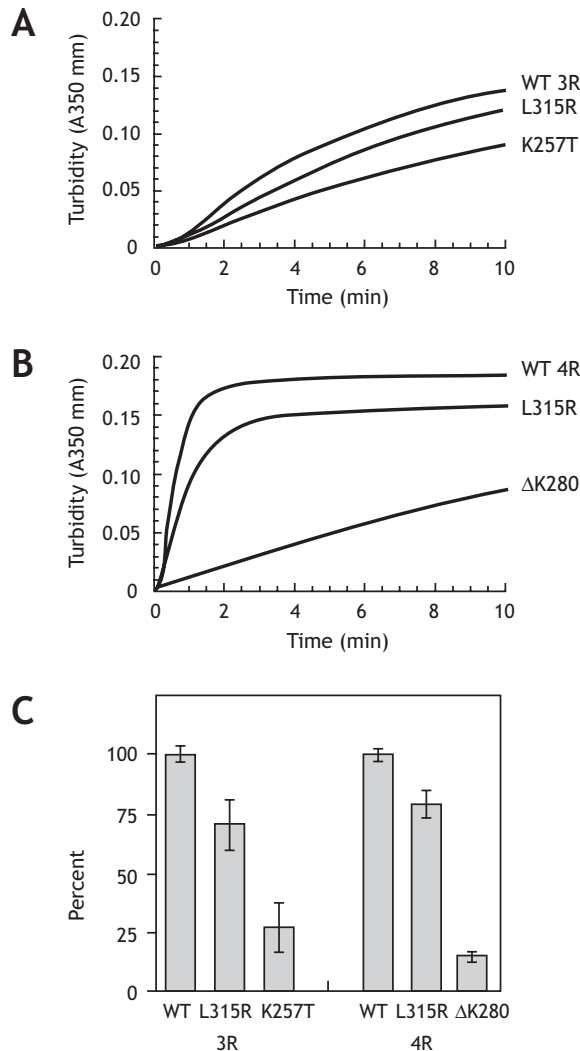 A
Turbidity (A350 mm)
0.20
0.15
0.10
0.05
0
0 2 4 6 8 10
Time (min)
WT 3R
L315R
K257T
B
Turbidity (A350 mm)
0.20
0.15
0.10
0.05
0
0 2 4 6 8 10
Time (min)
WT 4R
L315R
ΔK280
C
Percent
100
75
50
25
0
WT L315R K257T WT L315R ΔK280
3R 4R